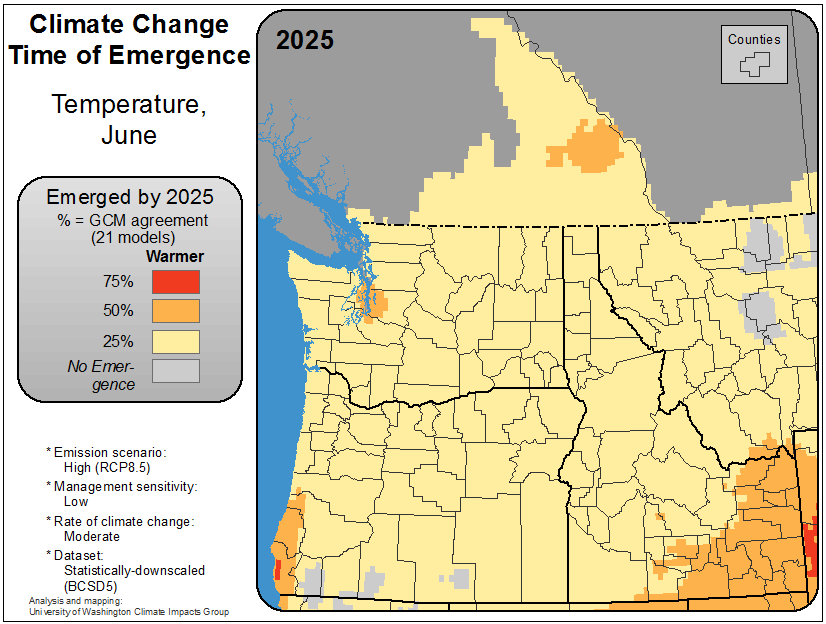 Climate Change
Time of Emergence
Temperature,
June
Emerged by 2025
% = GCM agreement
(21 models)
Warmer
75%
50%
25%
No Emer-
gence
* Emission scenario:
High (RCP8.5)
* Management sensitivity:
Low
* Rate of climate change:
Moderate
* Dataset:
Statistically-downscaled
(BCSD5)
Analysis and mapping:
University of Washington Climate Impacts Group
2025
Counties